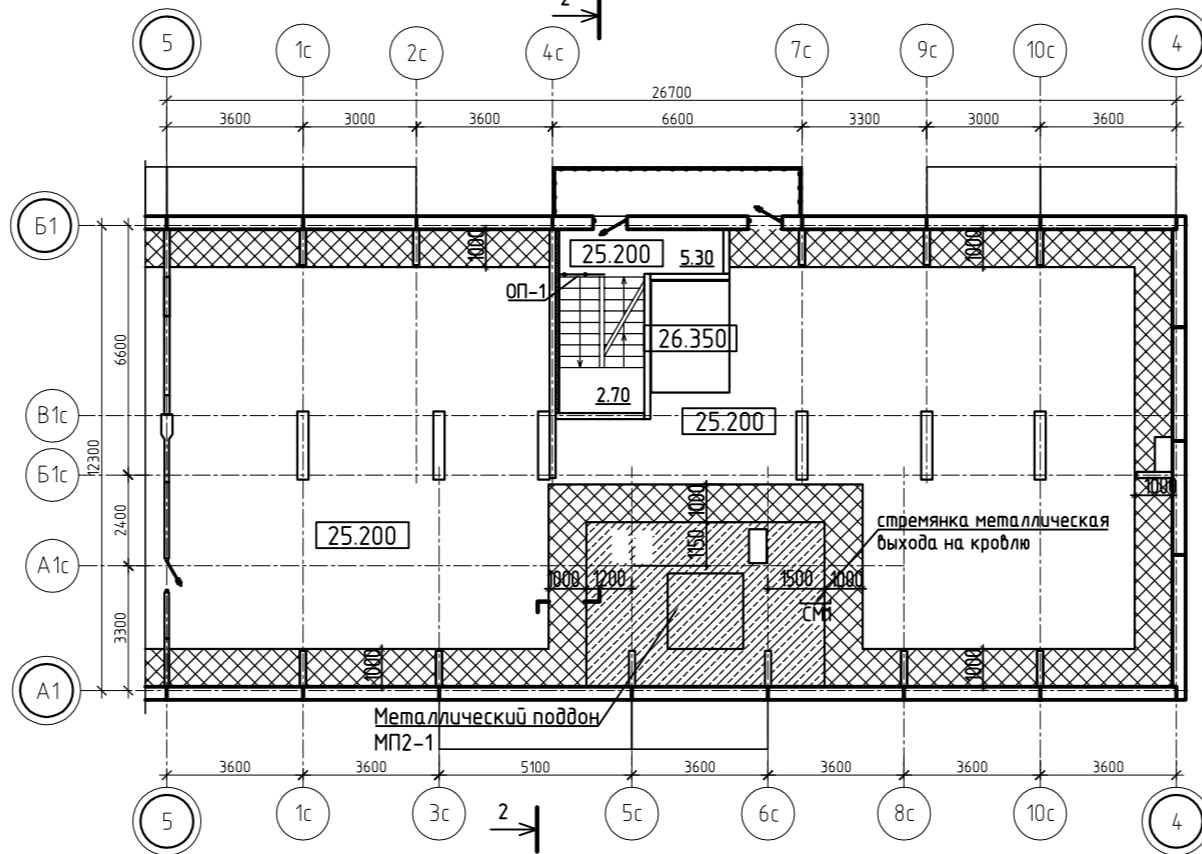 2
5
1с
2с
4с
7с
9с
10с
4
26700
3600
3000
3600
6600
3300
3000
3600
Б1
1000
25.200
5.30
1000
ОП-1
6600
26.350
2.70
В1с
25.200
12300
Б1с
1000
1000
2400
25.200
стремянка металлическая
выхода на кровлю
1150
А1с
1000
1200
1500
1000
СМ1
3300
1000
1000
А1
Металлический поддон
МП2-1
3600
3600
5100
3600
3600
3600
3600
5
1с
3с
2
5с
6с
8с
10с
4